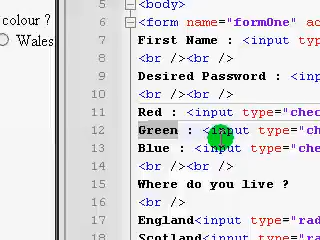 colour ?
Wales
5 <body>
6 <form name="formOne" ac
7 First Name : <input typ
8 <br /><br />
9 Desired Password : <inp
10 <br /><br />
11 Red : <input type="chec
12 Green : <input type="ch
13 Blue : <input type="che
14 <br /><br />
15 Where do you live ?
16 <br />
17 England<input type="rad
18 Scotland<input type="ra